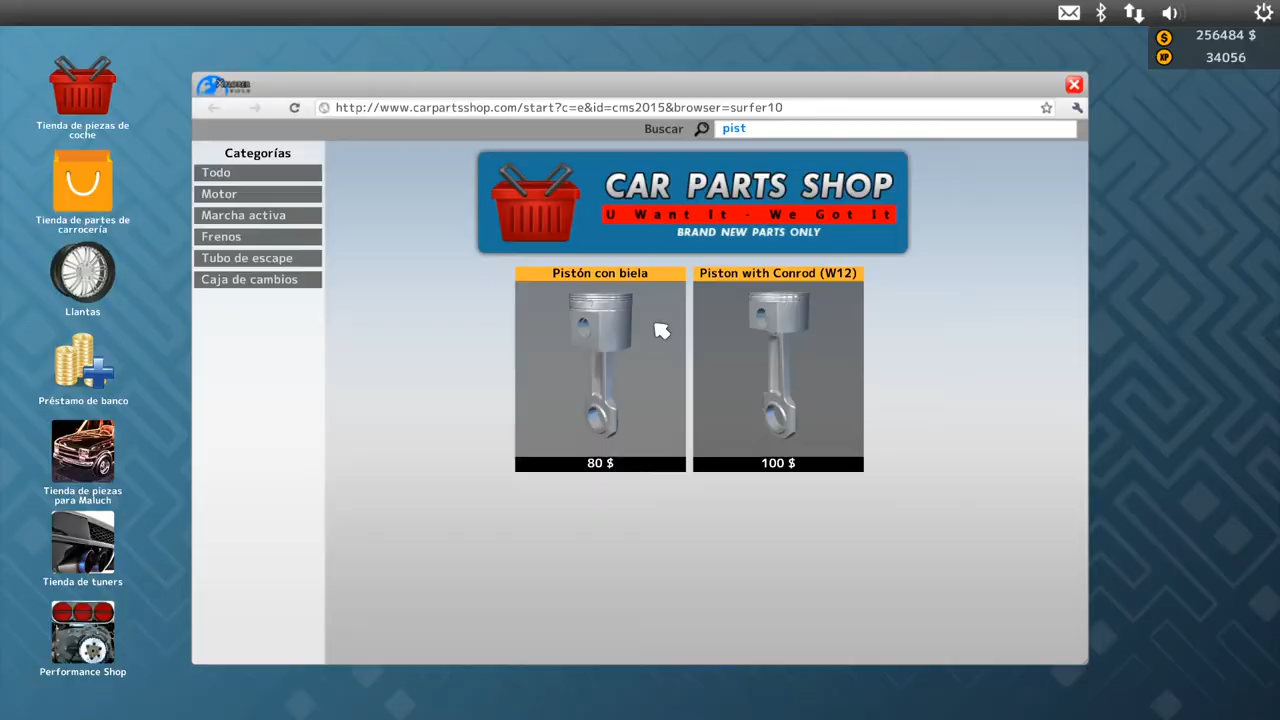 256484 $
34056
http://www.carpartsshop.com/start?c=e&id=cms2015&browser=surfer10
Buscar
pist
Tienda de piezas de
coche
Tienda de partes de
carrocería
Llantas
Préstamo de banco
Tienda de piezas
para Maluch
Tienda de tuners
Performance Shop
Categorías
Todo
Motor
Marcha activa
Frenos
Tubo de escape
Caja de cambios
CAR PARTS SHOP
U Want It - We Got It
BRAND NEW PARTS ONLY
Pistón con biela
80 $
Piston with Conrod (W12)
100 $